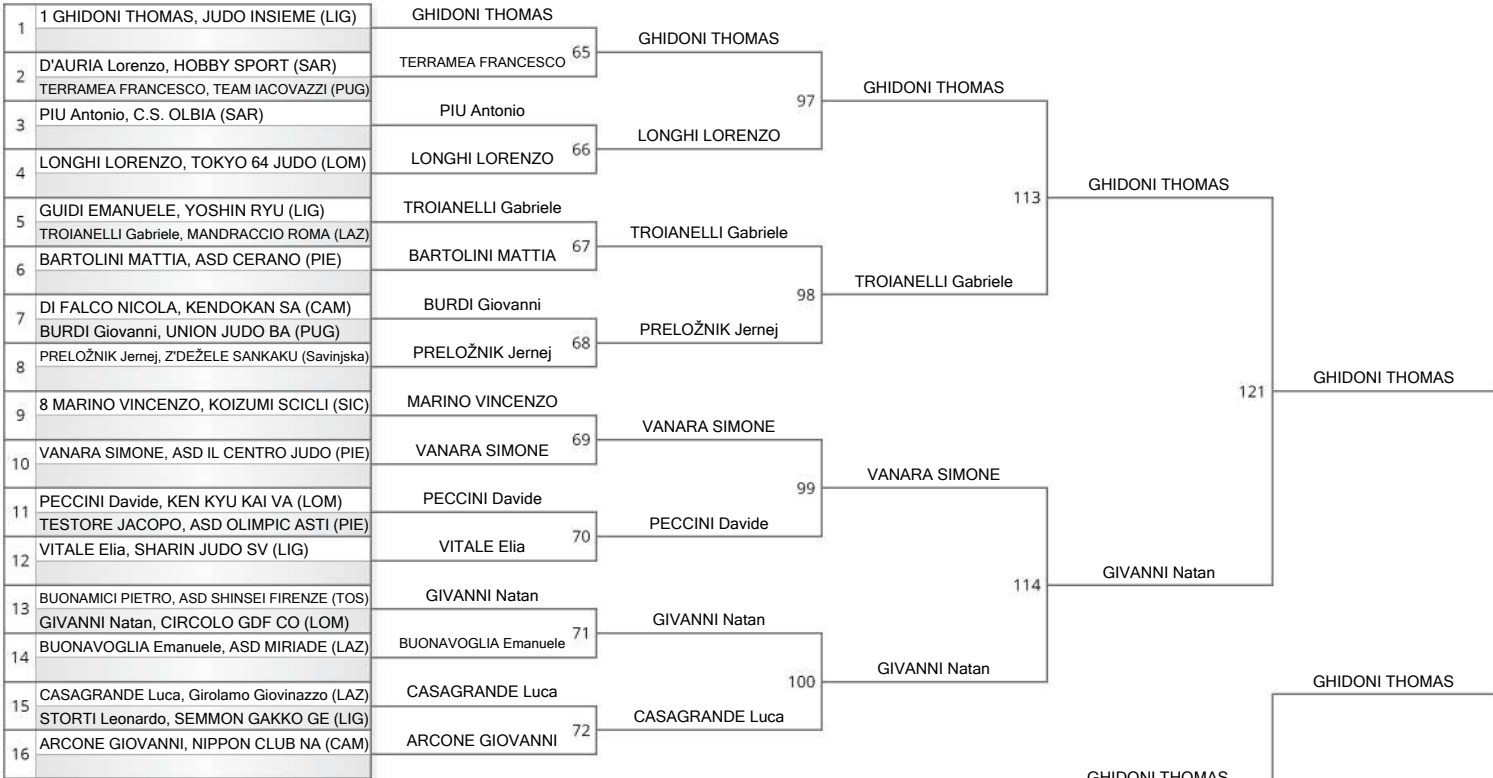 1
1 GHIDONI THOMAS, JUDO INSIEME (LIG)
2
D'AURIA Lorenzo, HOBBY SPORT (SAR)
TERRAMEA FRANCESCO, TEAM IACOVAZZI (PUG)
3
PIU Antonio, C.S. OLBIA (SAR)
4
LONGHI LORENZO, TOKYO 64 JUDO (LOM)
5
GUIDI EMANUELE, YOSHIN RYU (LIG)
TROIANELLI Gabriele, MANDRACCIO ROMA (LAZ)
6
BARTOLINI MATTIA, ASD CERANO (PIE)
7
DI FALCO NICOLA, KENDOKAN SA (CAM)
BURDI Giovanni, UNION JUDO BA (PUG)
8
PRELOŽNIK Jernej, Z'DEŽELE SANKAKU (Savinjska)
9
8 MARINO VINCENZO, KOIZUMI SCICLI (SIC)
10
VANARA SIMONE, ASD IL CENTRO JUDO (PIE)
11
PECCINI Davide, KEN KYU KAI VA (LOM)
TESTORE JACOPO, ASD OLIMPIC ASTI (PIE)
12
VITALE Elia, SHARIN JUDO SV (LIG)
13
BUONAMICI PIETRO, ASD SHINSEI FIRENZE (TOS)
GIVANNI Natan, CIRCOLO GDF CO (LOM)
14
BUONAVOGLIA Emanuele, ASD MIRIADE (LAZ)
15
CASAGRANDE Luca, Girolamo Giovinazzo (LAZ)
STORTI Leonardo, SEMMON GAKKO GE (LIG)
16
ARCONE GIOVANNI, NIPPON CLUB NA (CAM)
GHIDONI THOMAS
65
TERRAMEA FRANCESCO
PIU Antonio
66
LONGHI LORENZO
TROIANELLI Gabriele
67
BARTOLINI MATTIA
BURDI Giovanni
68
PRELOŽNIK Jernej
MARINO VINCENZO
69
VANARA SIMONE
PECCINI Davide
70
VITALE Elia
GIVANNI Natan
71
BUONAVOGLIA Emanuele
CASAGRANDE Luca
72
ARCONE GIOVANNI
GHIDONI THOMAS
97
LONGHI LORENZO
TROIANELLI Gabriele
98
PRELOŽNIK Jernej
VANARA SIMONE
99
PECCINI Davide
GIVANNI Natan
100
CASAGRANDE Luca
GHIDONI THOMAS
113
TROIANELLI Gabriele
VANARA SIMONE
114
GIVANNI Natan
GHIDONI THOMAS
121
GIVANNI Natan
GHIDONI THOMAS
GHIDONI THOMAS
GHIDONI THOMAS